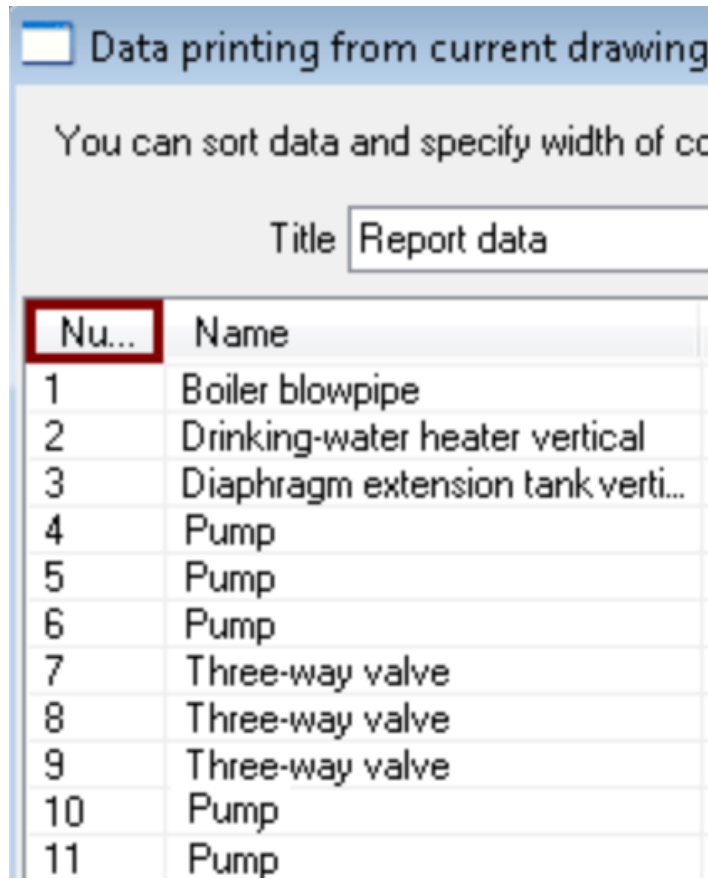 Data printing from current drawing
You can sort data and specify width of
Title Report data
Nu... Name
1 Boiler blowpipe
2 Drinking-water heater vertical
3 Diaphragm extension tank verti...
4 Pump
5 Pump
6 Pump
7 Three-way valve
8 Three-way valve
9 Three-way valve
10 Pump
11 Pump